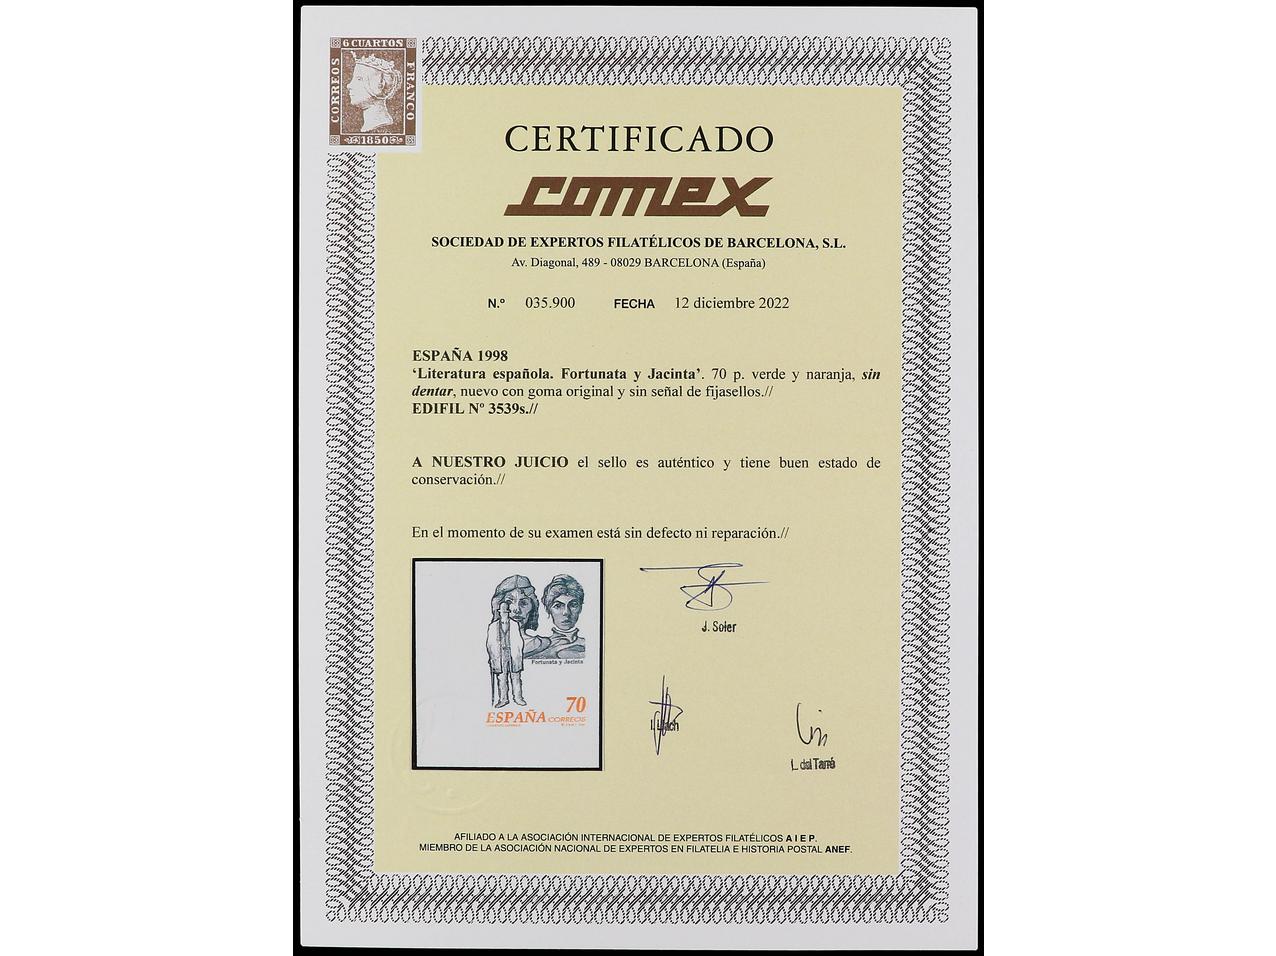 6 CUARTOS
CORREOS
FRANCO
1850
CERTIFICADO
comex
SOCIEDAD DE EXPERTOS FILATÉLICOS DE BARCELONA, S.L.
Av. Diagonal, 489 - 08029 BARCELONA (España)
N.º 035.900 FECHA 12 diciembre 2022
ESPAÑA 1998
‘Literatura española. Fortunata y Jacinta’. 70 p. verde y naranja, sin
dentar, nuevo con goma original y sin señal de fijasellos.//
EDIFIL Nº 3539s.//
A NUESTRO JUICIO el sello es auténtico y tiene buen estado de
conservación.//
En el momento de su examen está sin defecto ni reparación.//
Fortunata y Jacinta
70
ESPAÑA CORREOS
J. Soler
L. del Tarré
AFILIADO A LA ASOCIACIÓN INTERNACIONAL DE EXPERTOS FILATÉLICOS A I E P.
MIEMBRO DE LA ASOCIACIÓN NACIONAL DE EXPERTOS EN FILATELIA E HISTORIA POSTAL ANEF.